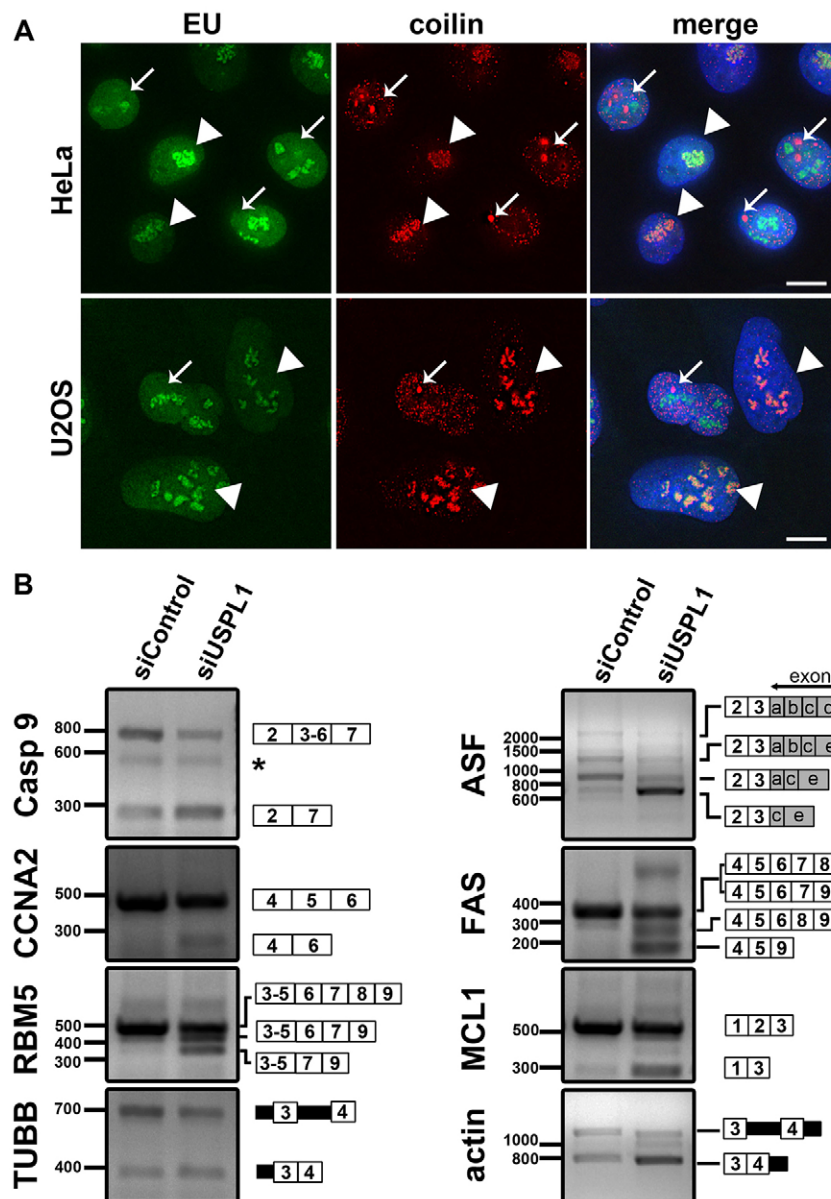 A
EU
coilin
merge
HeLa
U2OS
B
siControl
siUSPL1
Casp 9
800
600
300
2 3-6 7
*
2 7
CCNA2
500
300
4 5 6
4 6
RBM5
500
400
300
3-5 6 7 8 9
3-5 6 7 9
3-5 7 9
TUBB
700
400
3 4
3 4
siControl
siUSPL1
exon
ASF
2000
1500
1000
800
600
2 3 a b c
2 3 a b c e
2 3 a c e
2 3 c e
FAS
400
300
200
4 5 6 7 8
4 5 6 7 9
4 5 6 8 9
4 5 9
MCL1
500
300
1 2 3
1 3
actin
1000
800
3 4
3 4